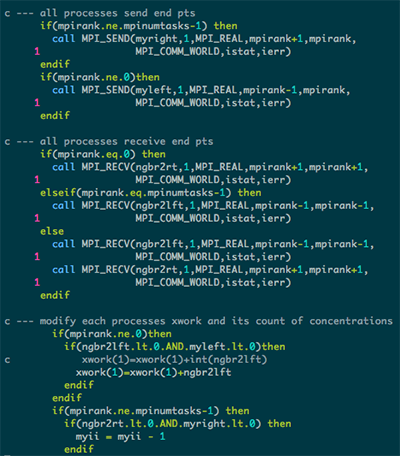 c --- all processes send end pts
if(mpirank.ne.mpinumtasks-1) then
call MPI_SEND(myright,1,MPI_REAL,mpirank+1,mpirank,
1 MPI_COMM_WORLD,istat,ierr)
endif
if(mpirank.ne.0)then
call MPI_SEND(myleft,1,MPI_REAL,mpirank-1,mpirank,
1 MPI_COMM_WORLD,istat,ierr)
endif
c --- all processes receive end pts
if(mpirank.eq.0) then
call MPI_RECV(ngbr2rt,1,MPI_REAL,mpirank+1,mpirank+1,
1 MPI_COMM_WORLD,istat,ierr)
elseif(mpirank.eq.mpinumtasks-1) then
call MPI_RECV(ngbr2lft,1,MPI_REAL,mpirank-1,mpirank-1,
1 MPI_COMM_WORLD,istat,ierr)
else
call MPI_RECV(ngbr2lft,1,MPI_REAL,mpirank-1,mpirank-1,
1 MPI_COMM_WORLD,istat,ierr)
call MPI_RECV(ngbr2rt,1,MPI_REAL,mpirank+1,mpirank+1,
1 MPI_COMM_WORLD,istat,ierr)
endif
c --- modify each processes xwork and its count of concentrations
if(mpirank.ne.0)then
if(ngbr2lft.lt.0.AND.myleft.lt.0)then
c xwork(1)=xwork(1)+int(ngbr2lft)
xwork(1)=xwork(1)+ngbr2lft
endif
endif
if(mpirank.ne.mpinumtasks-1) then
if(ngbr2rt.lt.0.AND.myright.lt.0) then
myii = myii - 1
endif